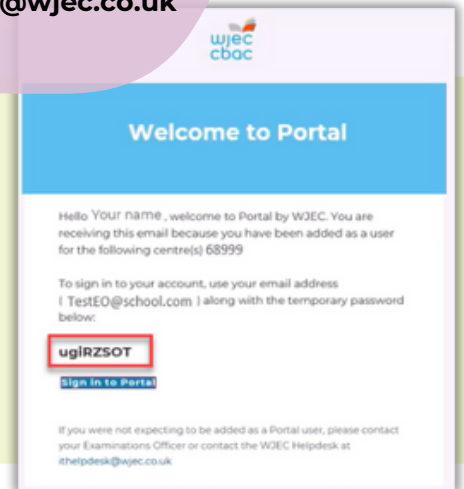 @wjec.co.uk
wjec
cbac
Welcome to Portal
Hello Your name , welcome to Portal by WJEC. You are
receiving this email because you have been added as a user
for the following centre(s) 68999
To sign in to your account, use your email address
( TestEO@school.com ) along with the temporary password
below:
ugiRZSOT
Sign in to Portal
If you were not expecting to be added as a Portal user, please contact
your Examinations Officer or contact the WJEC Helpdesk at
ithelpdesk@wjec.co.uk